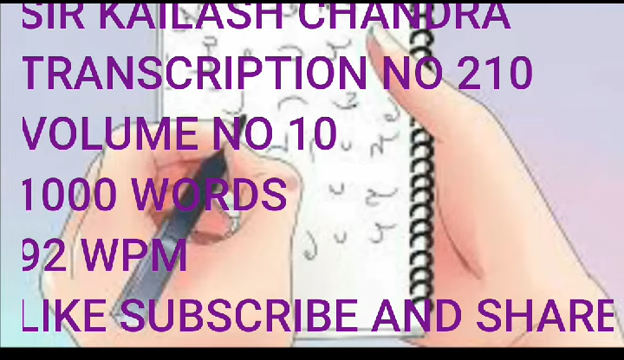 SIR KAILASH CHANDRA
TRANSCRIPTION NO 210
VOLUME NO 10
1000 WORDS
92 WPM
LIKE SUBSCRIBE AND SHARE